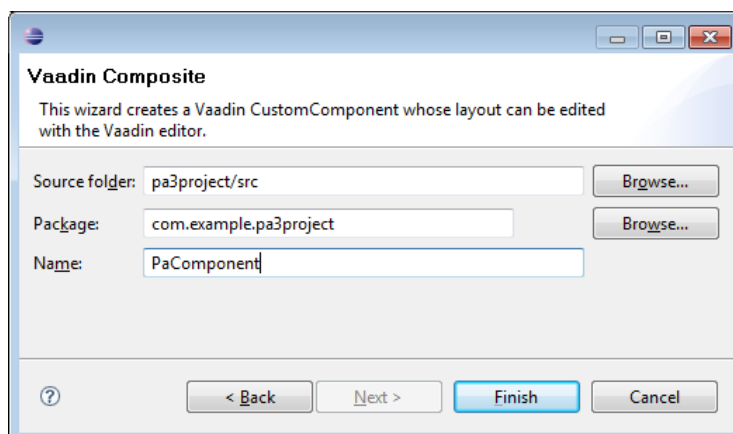 Vaadin Composite
This wizard creates a Vaadin CustomComponent whose layout can be edited
with the Vaadin editor.
Source folder: pa3project/src Browse...
Package: com.example.pa3project Browse...
Name: PaComponent
? < Back Next > Finish Cancel